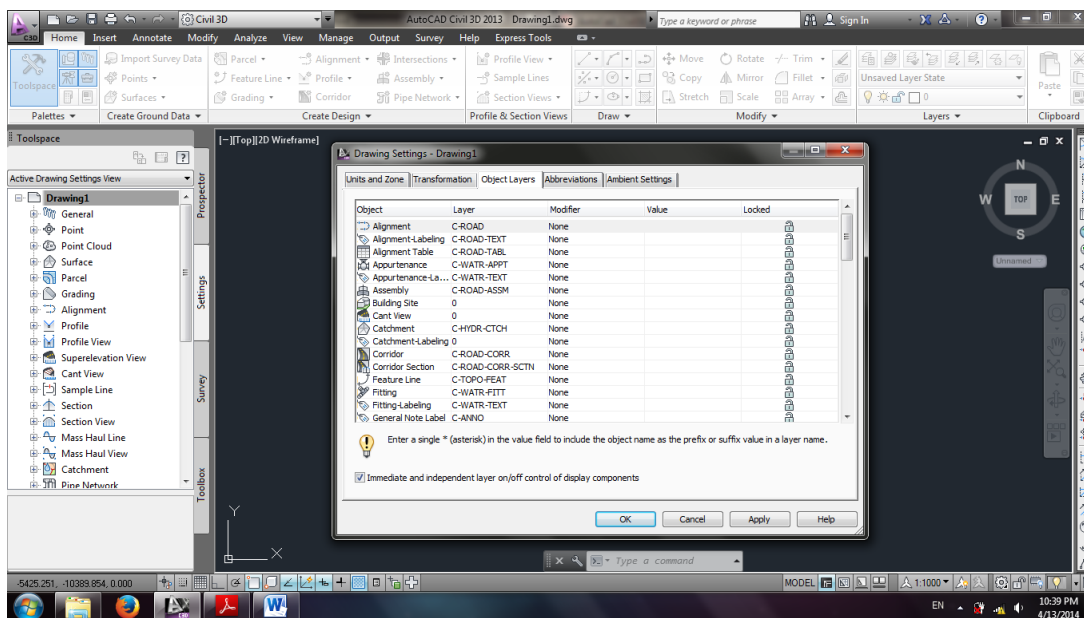 Civil 3D AutoCAD Civil 3D 2013 Drawing1.dwg Type a keyword or phrase Sign In
C3D Home Insert Annotate Modify Analyze View Manage Output Survey Help Express Tools
Import Survey Data Parcel Alignment Intersections Profile View Move Rotate Trim
Toolspace Points Feature Line Profile Assembly Sample Lines Copy Mirror Fillet Unsaved Layer State Paste
Surfaces Grading Corridor Pipe Network Section Views Stretch Scale Array 0
Palettes Create Ground Data Create Design Profile & Section Views Draw Modify Layers Clipboard
Toolspace
Active Drawing Settings View
Drawing1
General
Point
Point Cloud
Surface
Parcel
Grading
Alignment
Profile
Profile View
Superelevation View
Cant View
Sample Line
Section
Section View
Mass Haul Line
Mass Haul View
Catchment
Pipe Network
Prospector
Settings
Survey
Toolbox
[−][Top][2D Wireframe]
N
W TOP E
S
Unnamed
Drawing Settings - Drawing1
Units and Zone Transformation Object Layers Abbreviations Ambient Settings
Object Layer Modifier Value Locked
Alignment C-ROAD None
Alignment-Labeling C-ROAD-TEXT None
Alignment Table C-ROAD-TABL None
Appurtenance C-WATR-APPT None
Appurtenance-La... C-WATR-TEXT None
Assembly C-ROAD-ASSM None
Building Site 0 None
Cant View 0 None
Catchment C-HYDR-CTCH None
Catchment-Labeling 0 None
Corridor C-ROAD-CORR None
Corridor Section C-ROAD-CORR-SCTN None
Feature Line C-TOPO-FEAT None
Fitting C-WATR-FITT None
Fitting-Labeling C-WATR-TEXT None
General Note Label C-ANNO None
Enter a single * (asterisk) in the value field to include the object name as the prefix or suffix value in a layer name.
Immediate and independent layer on/off control of display components
OK Cancel Apply Help
Y
X
Type a command
-5425.251, -10389.854, 0.000 MODEL 1:1000
EN 10:39 PM
4/13/2014